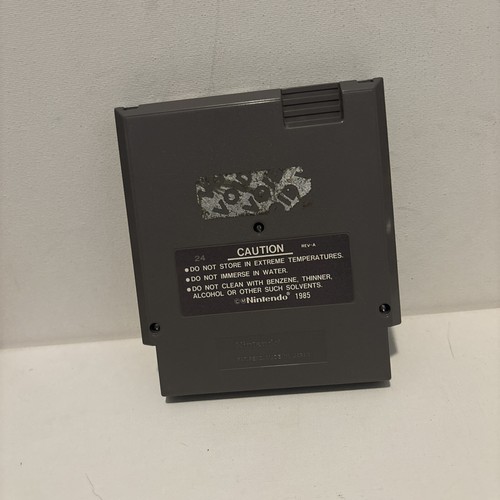 24
CAUTION
REV-A
●DO NOT STORE IN EXTREME TEMPERATURES.
●DO NOT IMMERSE IN WATER.
●DO NOT CLEAN WITH BENZENE, THINNER,
ALCOHOL OR OTHER SUCH SOLVENTS.
Nintendo® 1985